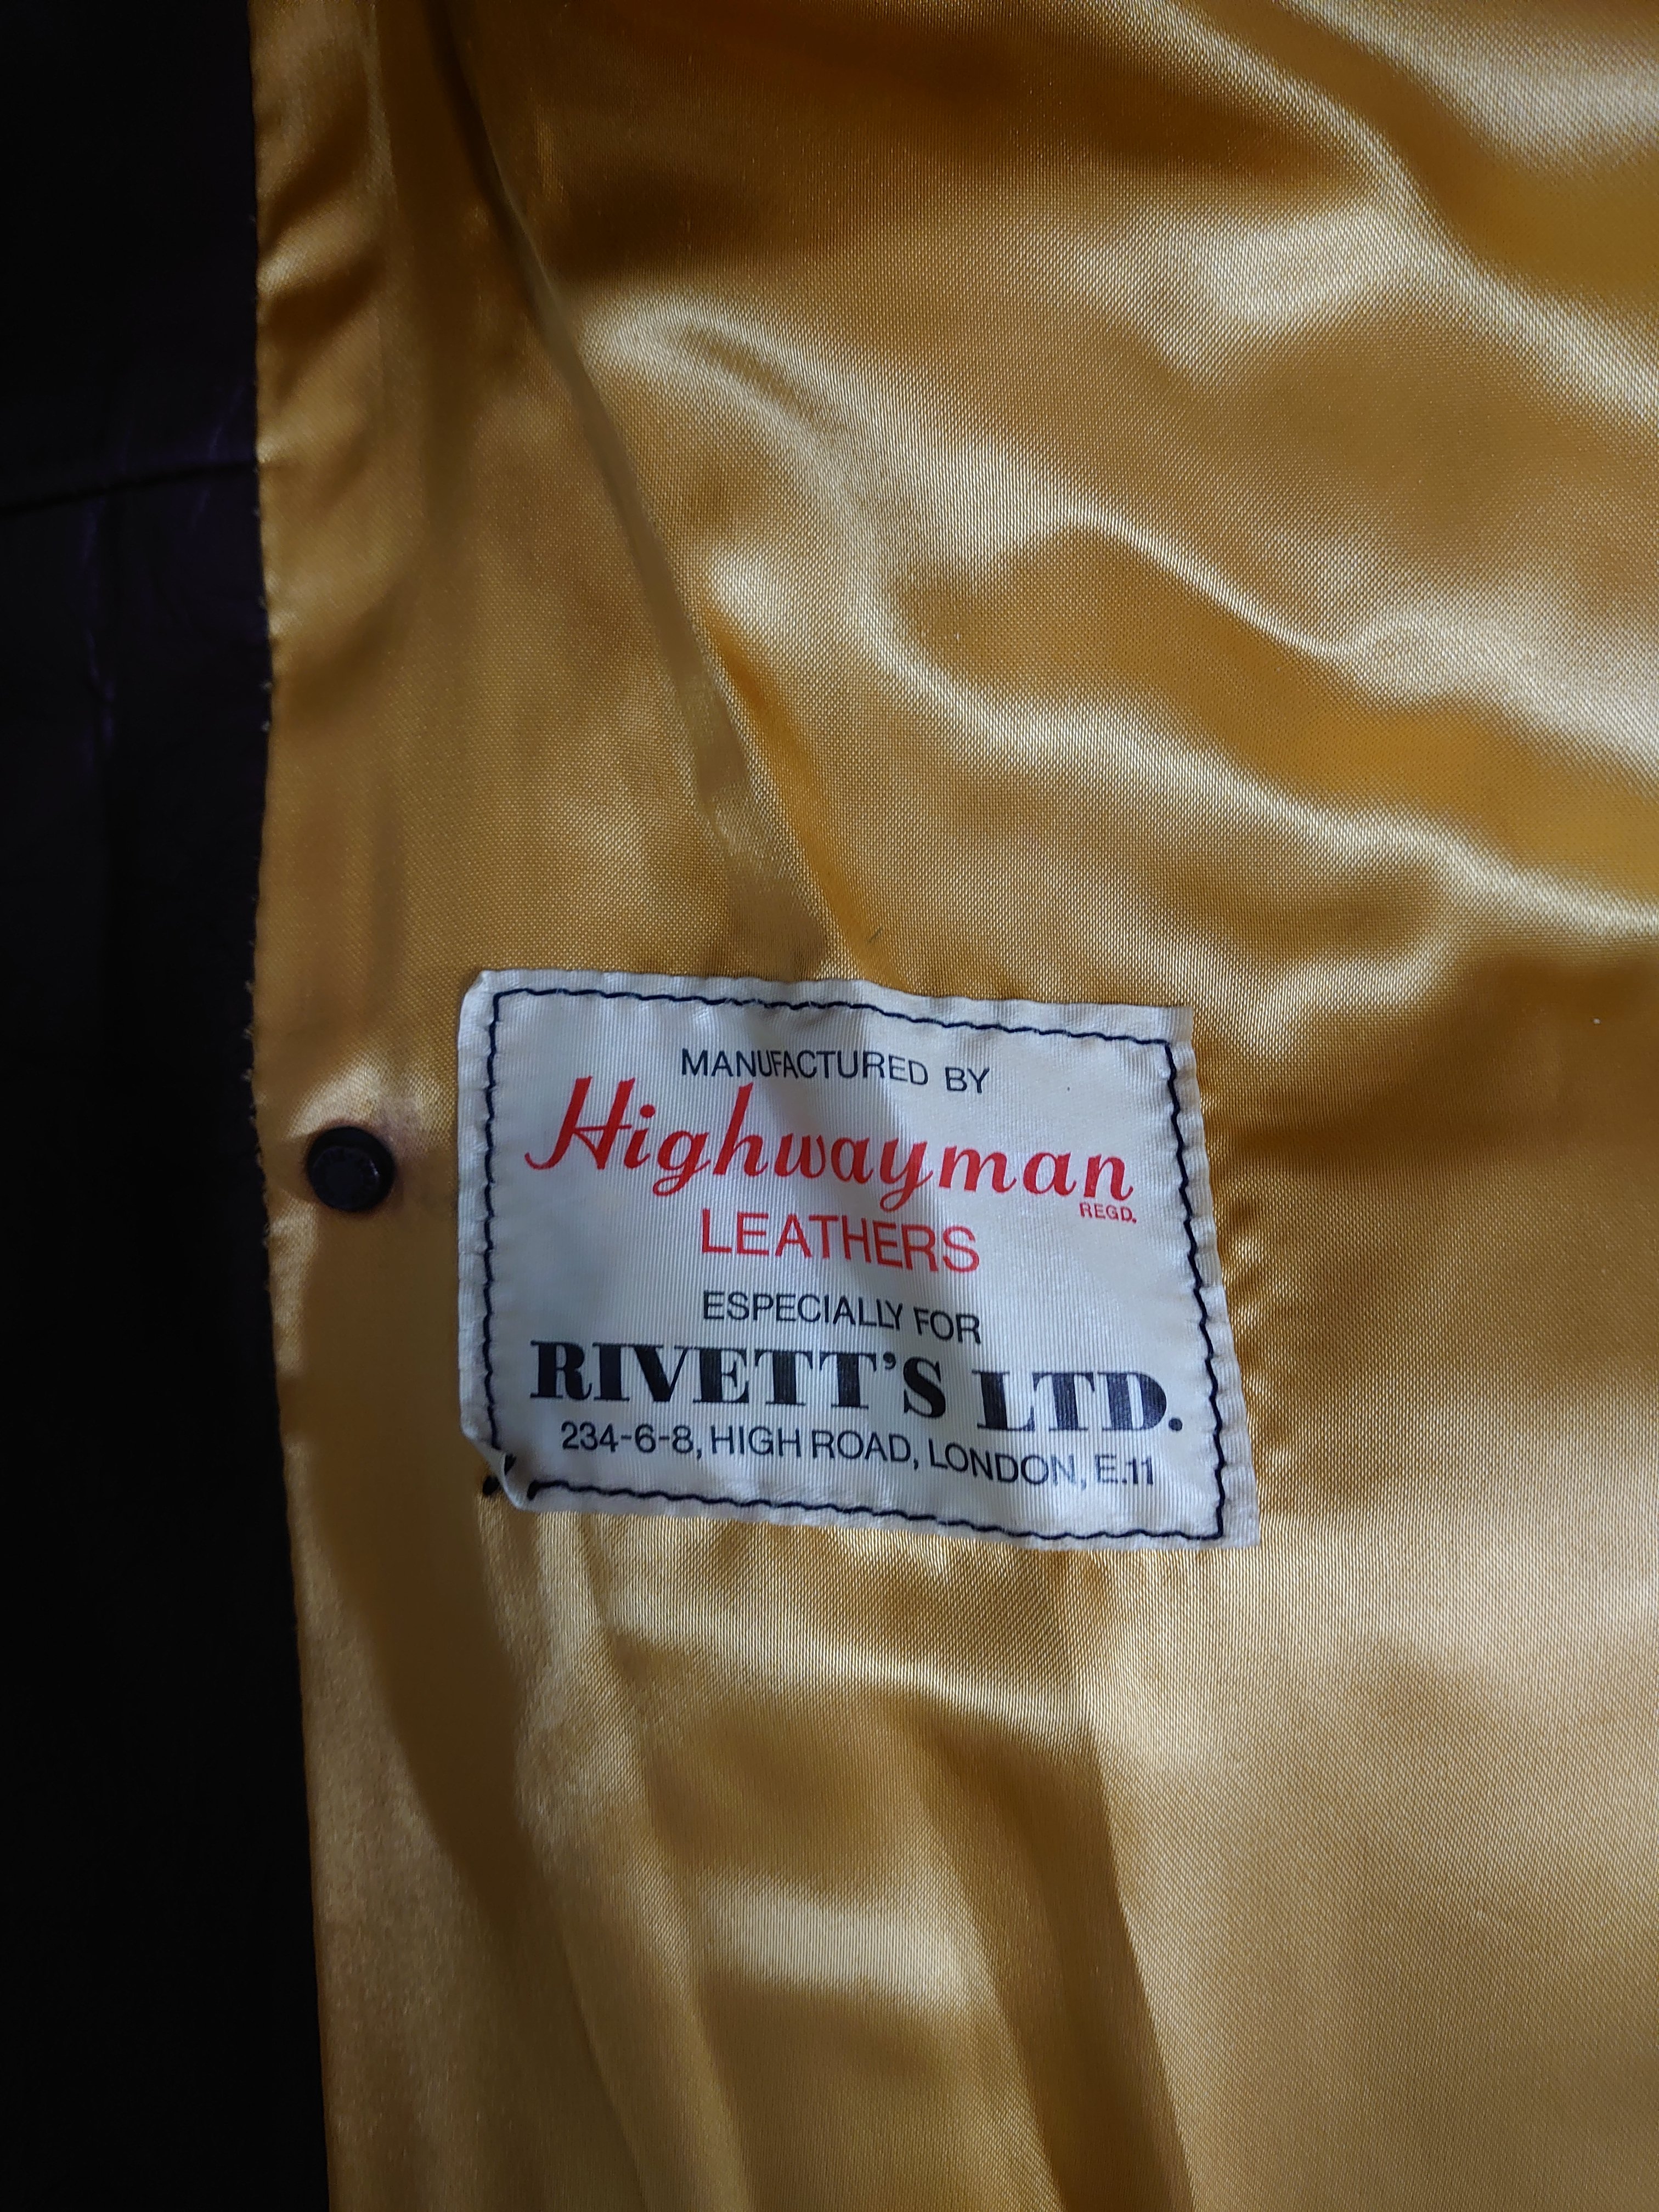 MANUFACTURED BY
Highwayman
REGD.
LEATHERS
ESPECIALLY FOR
RIVETT'S LTD.
234-6-8, HIGH ROAD, LONDON, E.11